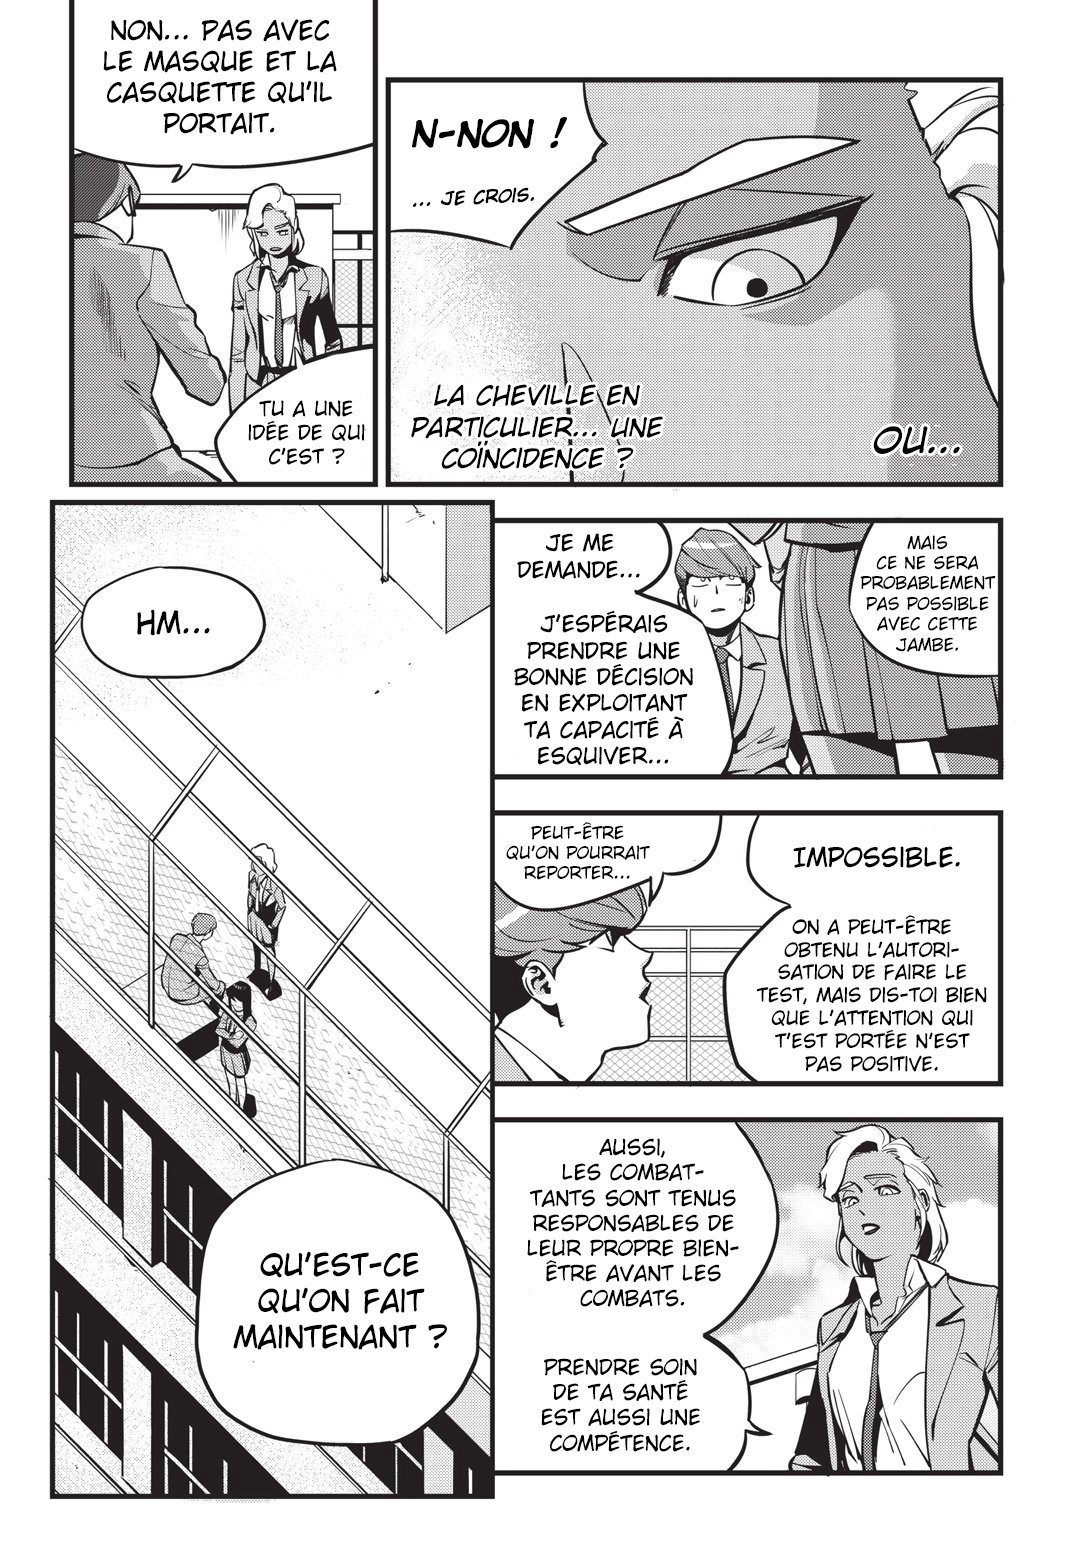 NON... PAS AVEC
LE MASQUE ET LA
CASQUETTE QU'IL
PORTAIT.
TU A UNE
IDÉE DE QUI
C'EST ?
N-NON !
... JE CROIS.
LA CHEVILLE EN
PARTICULIER... UNE
COÏNCIDENCE ?
OU...
HM...
QU'EST-CE
QU'ON FAIT
MAINTENANT ?
JE ME
DEMANDE...
J'ESPÉRAIS
PRENDRE UNE
BONNE DÉCISION
EN EXPLOITANT
TA CAPACITÉ À
ESQUIVER...
MAIS
CE NE SERA
PROBABLEMENT
PAS POSSIBLE
AVEC CETTE
JAMBE.
PEUT-ÊTRE
QU'ON POURRAIT
REPORTER...
IMPOSSIBLE.
ON A PEUT-ÊTRE
OBTENU L'AUTORI-
SATION DE FAIRE LE
TEST, MAIS DIS-TOI BIEN
QUE L'ATTENTION QUI
T'EST PORTÉE N'EST
PAS POSITIVE.
AUSSI,
LES COMBAT-
TANTS SONT TENUS
RESPONSABLES DE
LEUR PROPRE BIEN-
ÊTRE AVANT LES
COMBATS.
PRENDRE SOIN
DE TA SANTÉ
EST AUSSI UNE
COMPÉTENCE.